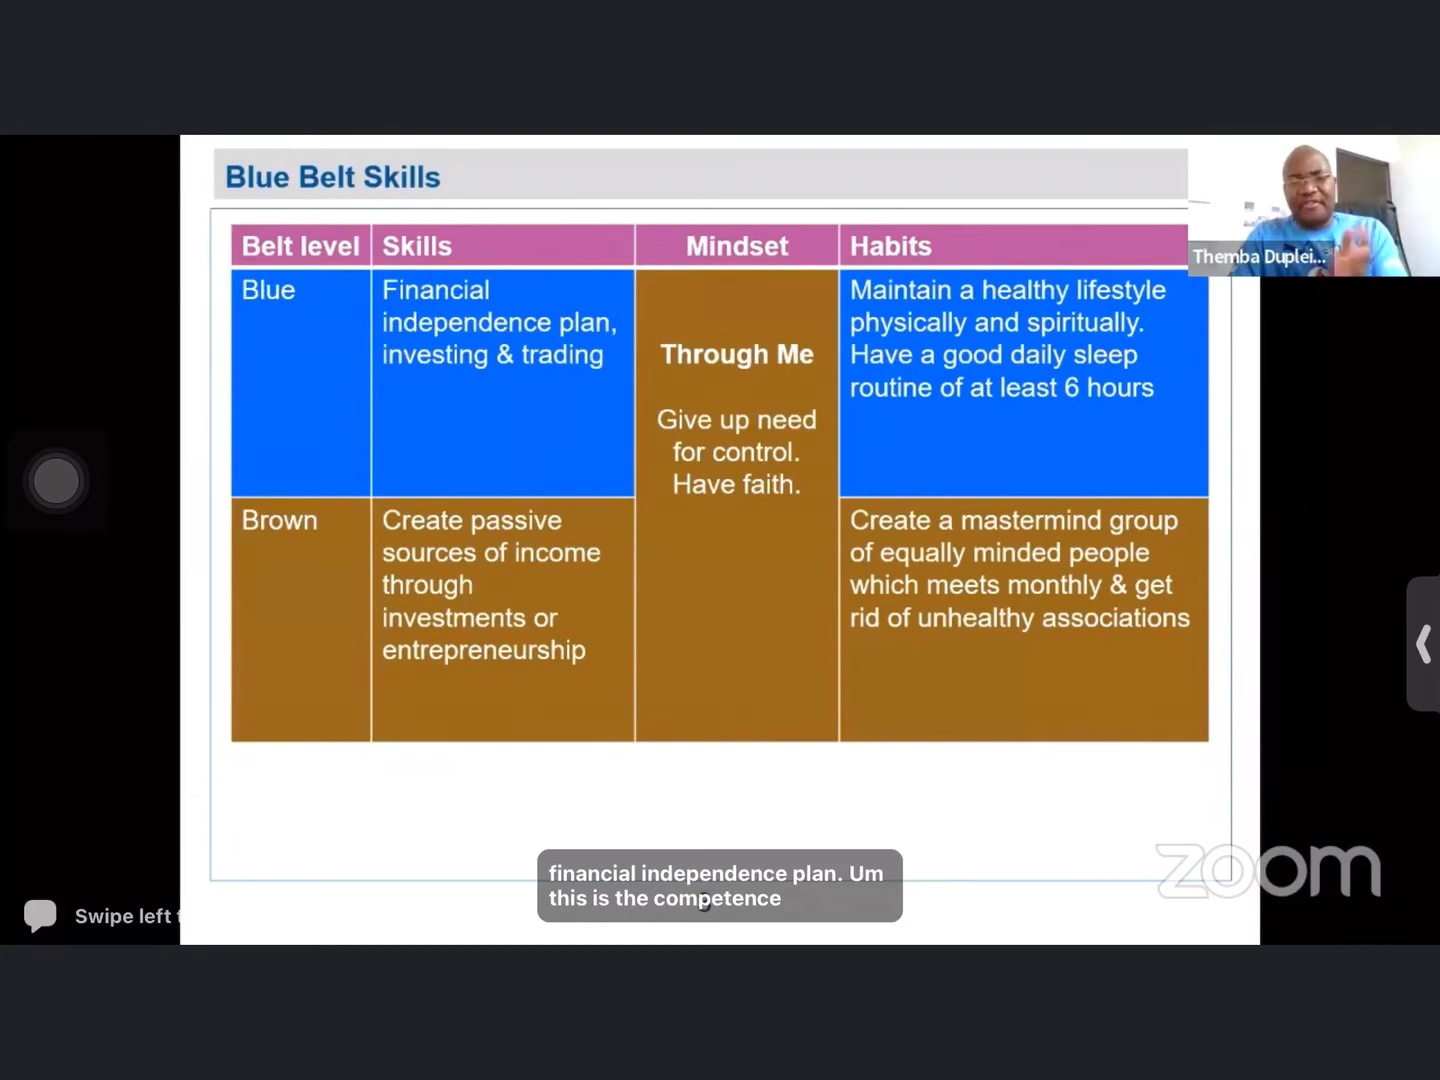 Blue Belt Skills
Themba Duplei...
Belt level
Skills
Mindset
Habits
Blue
Financial
independence plan,
investing & trading
Through Me
Give up need
for control.
Have faith.
Maintain a healthy lifestyle
physically and spiritually.
Have a good daily sleep
routine of at least 6 hours
Brown
Create passive
sources of income
through
investments or
entrepreneurship
Create a mastermind group
of equally minded people
which meets monthly & get
rid of unhealthy associations
financial independence plan. Um
this is the competence
zoom
Swipe left